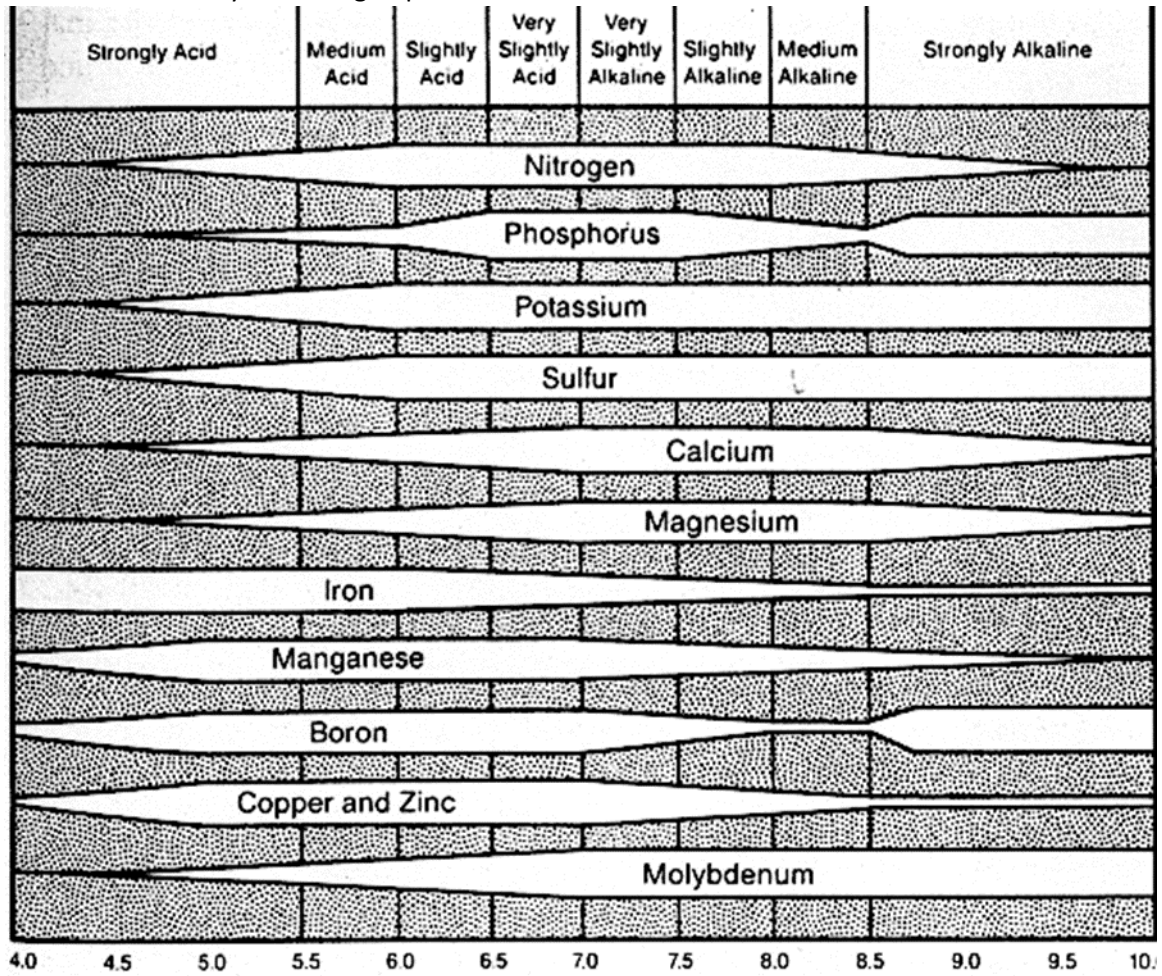 Strongly Acid
Medium
Acid
Slightly
Acid
Very
Slightly
Acid
Very
Slightly
Alkaline
Slightly
Alkaline
Medium
Alkaline
Strongly Alkaline
Nitrogen
Phosphorus
Potassium
Sulfur
Calcium
Magnesium
Iron
Manganese
Boron
Copper and Zinc
Molybdenum
4.0 4.5 5.0 5.5 6.0 6.5 7.0 7.5 8.0 8.5 9.0 9.5 10.